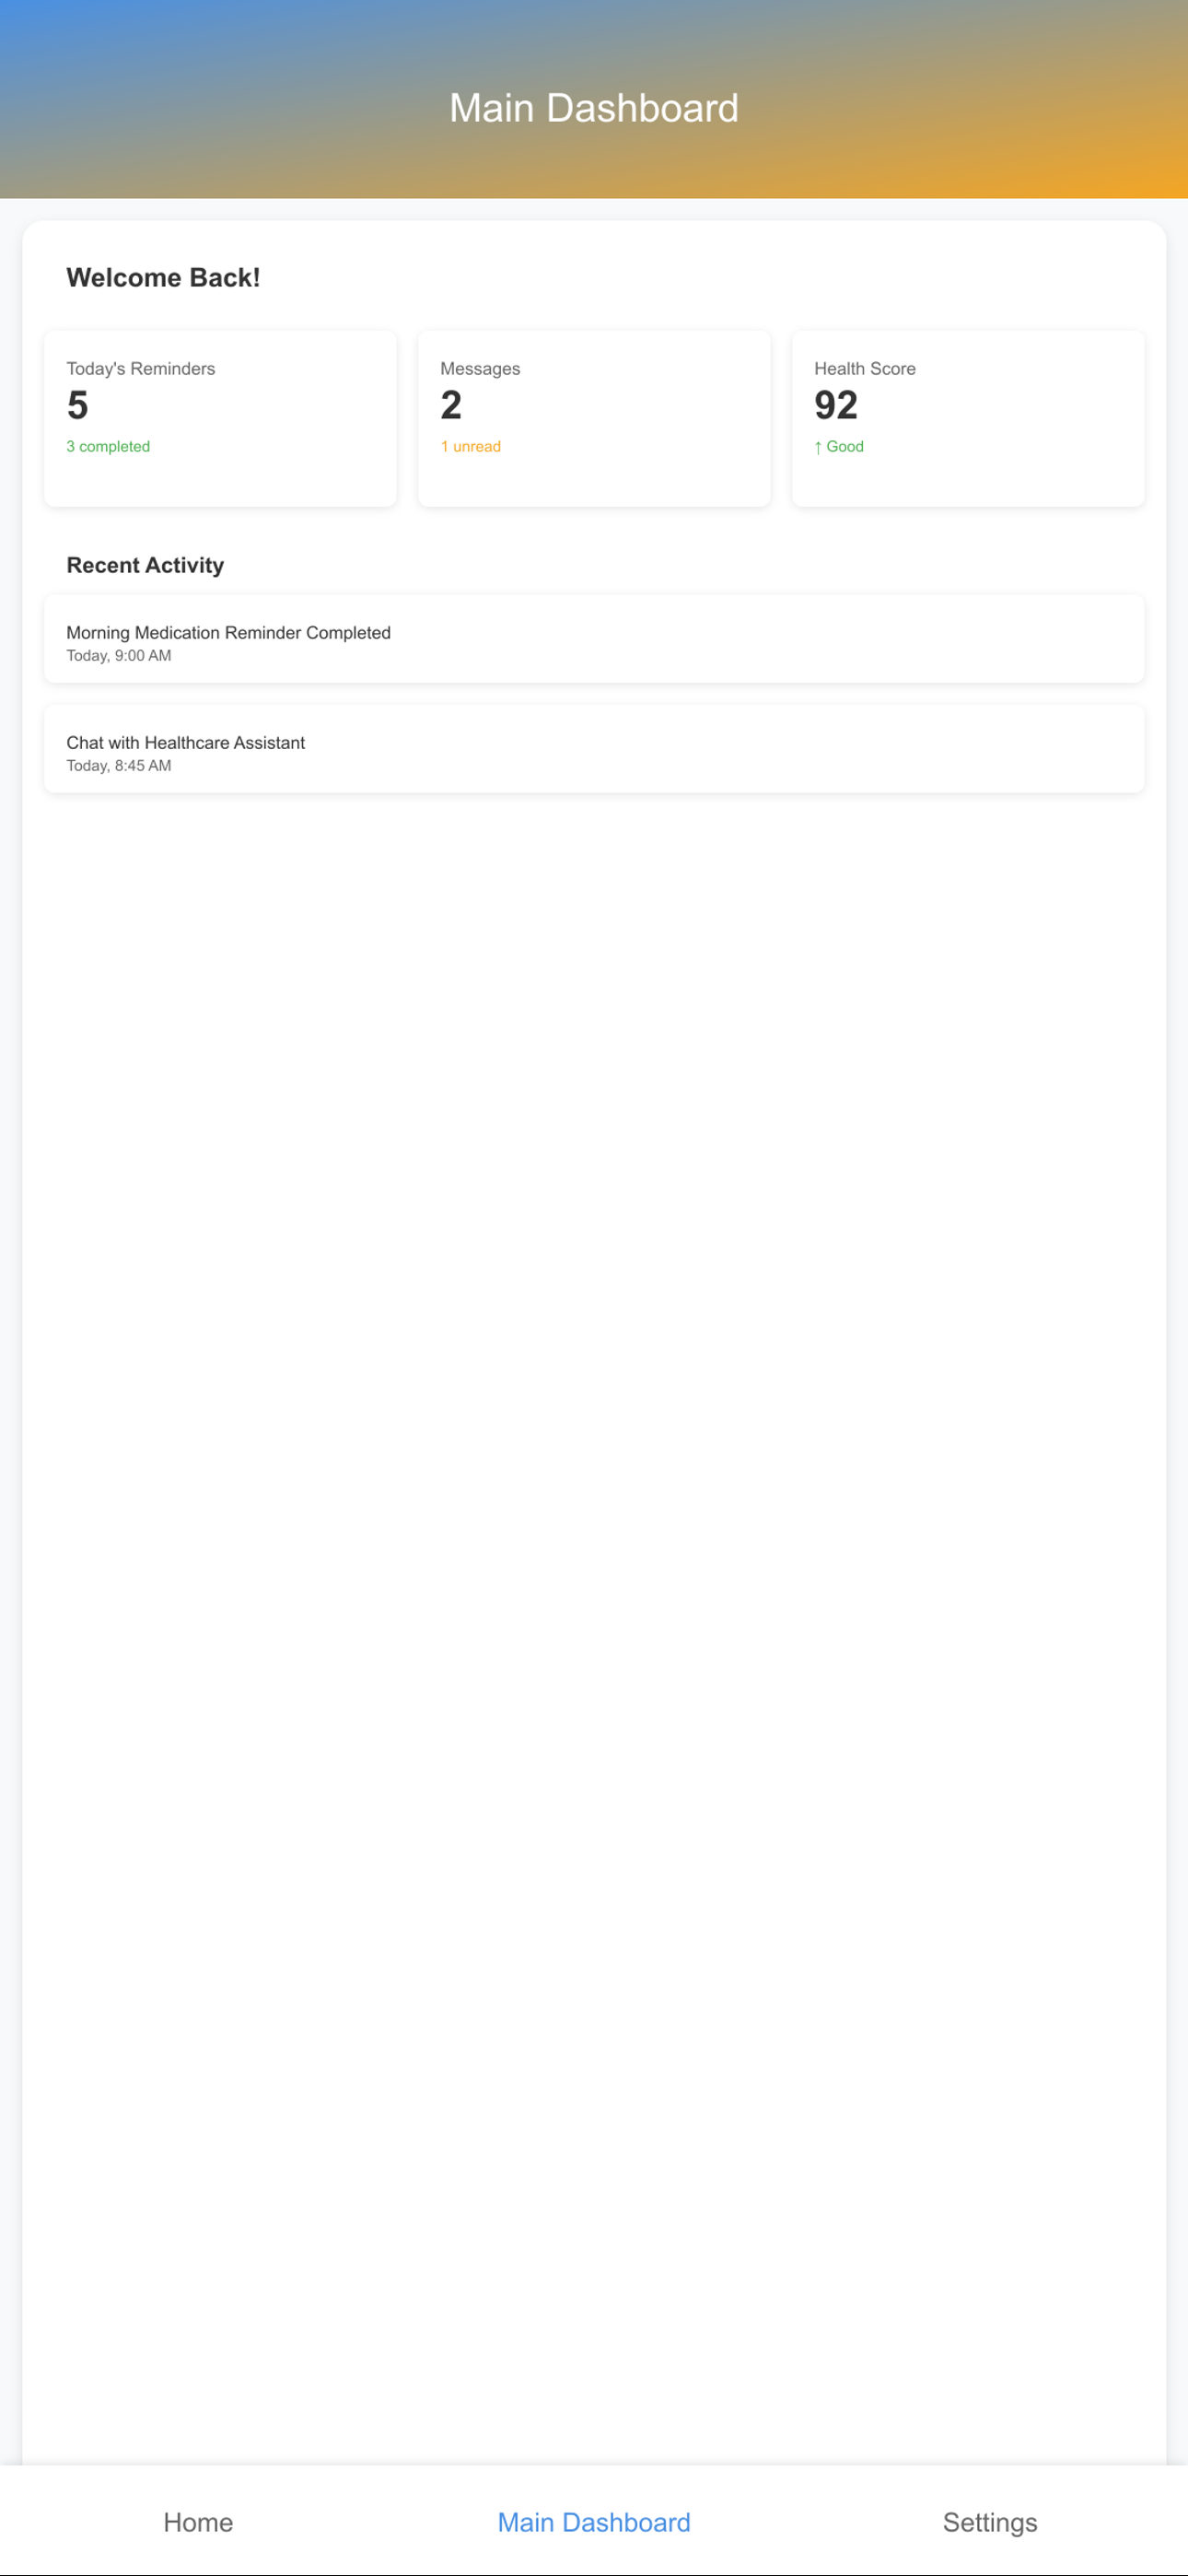 Main Dashboard
Welcome Back!
Today's Reminders
5
3 completed
Messages
2
1 unread
Health Score
92
↑ Good
Recent Activity
Morning Medication Reminder Completed
Today, 9:00 AM
Chat with Healthcare Assistant
Today, 8:45 AM
Home
Main Dashboard
Settings